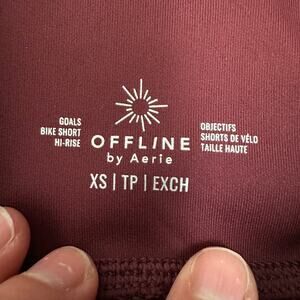 GOALS
BIKE SHORT
HI-RISE
OFFLINE
by Aerie
OBJECTIFS
SHORTS DE VÉLO
TAILLE HAUTE
XS | TP | EXCH